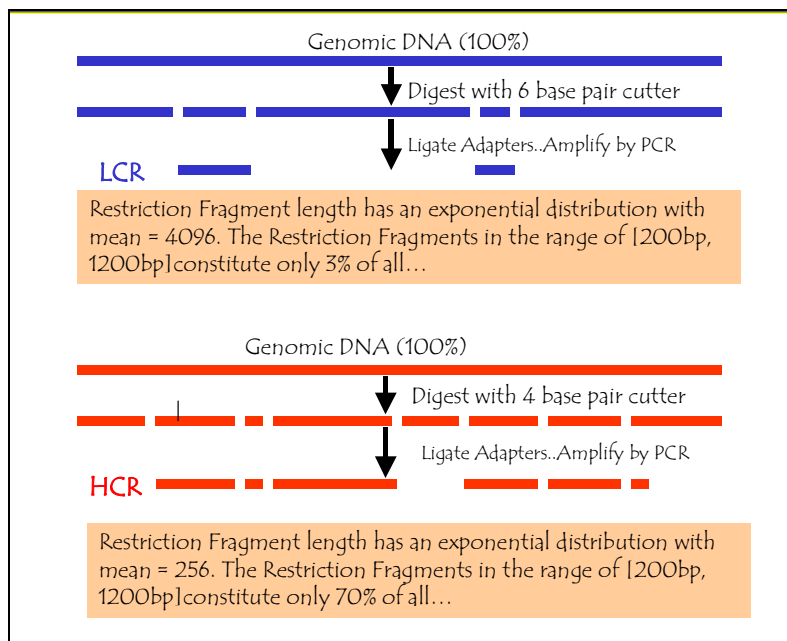 Genomic DNA (100%)
Digest with 6 base pair cutter
Ligate Adapters..Amplify by PCR
LCR
Restriction Fragment length has an exponential distribution with
mean = 4096. The Restriction Fragments in the range of [200bp,
1200bp]constitute only 3% of all...
Genomic DNA (100%)
Digest with 4 base pair cutter
Ligate Adapters..Amplify by PCR
HCR
Restriction Fragment length has an exponential distribution with
mean = 256. The Restriction Fragments in the range of [200bp,
1200bp]constitute only 70% of all...